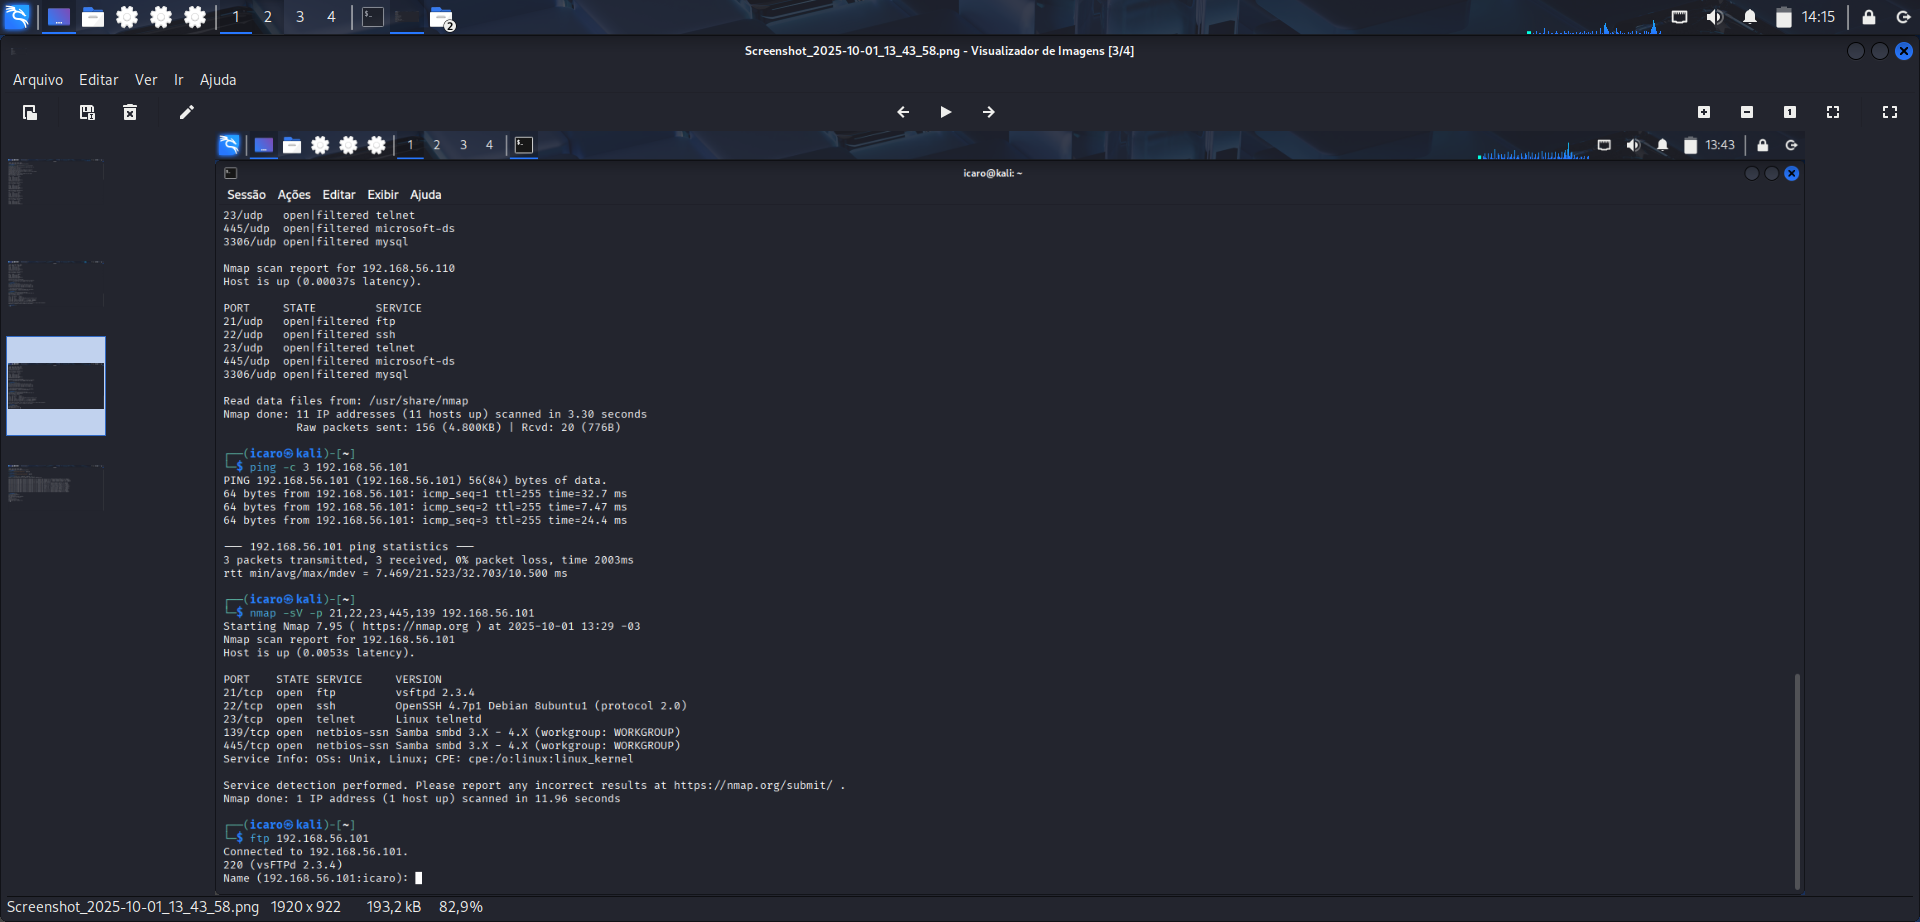 1 2 3 4 2 14:15
Screenshot_2025-10-01_13_43_58.png - Visualizador de Imagens [3/4]
Arquivo Editar Ver Ir Ajuda
1 2 3 4 13:43
icaro@kali: ~
Sessão Ações Editar Exibir Ajuda
23/udp   open|filtered telnet
445/udp  open|filtered microsoft-ds
3306/udp open|filtered mysql
Nmap scan report for 192.168.56.110
Host is up (0.00037s latency).
PORT     STATE         SERVICE
21/udp   open|filtered ftp
22/udp   open|filtered ssh
23/udp   open|filtered telnet
445/udp  open|filtered microsoft-ds
3306/udp open|filtered mysql
Read data files from: /usr/share/nmap
Nmap done: 11 IP addresses (11 hosts up) scanned in 3.30 seconds
           Raw packets sent: 156 (4.800KB) | Rcvd: 20 (776B)
┌──(icaro㉿kali)-[~]
└─$ ping -c 3 192.168.56.101
PING 192.168.56.101 (192.168.56.101) 56(84) bytes of data.
64 bytes from 192.168.56.101: icmp_seq=1 ttl=255 time=32.7 ms
64 bytes from 192.168.56.101: icmp_seq=2 ttl=255 time=7.47 ms
64 bytes from 192.168.56.101: icmp_seq=3 ttl=255 time=24.4 ms
─── 192.168.56.101 ping statistics ───
3 packets transmitted, 3 received, 0% packet loss, time 2003ms
rtt min/avg/max/mdev = 7.469/21.523/32.703/10.500 ms
┌──(icaro㉿kali)-[~]
└─$ nmap -sV -p 21,22,23,445,139 192.168.56.101
Starting Nmap 7.95 ( https://nmap.org ) at 2025-10-01 13:29 -03
Nmap scan report for 192.168.56.101
Host is up (0.0053s latency).
PORT    STATE SERVICE     VERSION
21/tcp  open  ftp         vsftpd 2.3.4
22/tcp  open  ssh         OpenSSH 4.7p1 Debian 8ubuntu1 (protocol 2.0)
23/tcp  open  telnet      Linux telnetd
139/tcp open  netbios-ssn Samba smbd 3.X - 4.X (workgroup: WORKGROUP)
445/tcp open  netbios-ssn Samba smbd 3.X - 4.X (workgroup: WORKGROUP)
Service Info: OSs: Unix, Linux; CPE: cpe:/o:linux:linux_kernel
Service detection performed. Please report any incorrect results at https://nmap.org/submit/ .
Nmap done: 1 IP address (1 host up) scanned in 11.96 seconds
┌──(icaro㉿kali)-[~]
└─$ ftp 192.168.56.101
Connected to 192.168.56.101.
220 (vsFTPd 2.3.4)
Name (192.168.56.101:icaro):
Screenshot_2025-10-01_13_43_58.png 1920 x 922 193,2 kB 82,9%